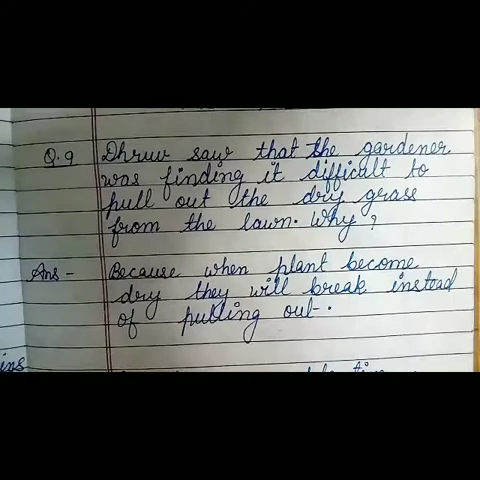 Q.9 Dhruv saw that the gardener
was finding it difficult to
pull out the dry grass
from the lawn. Why?
Ans - Because when plant become
dry they will break instead
of pulling out.